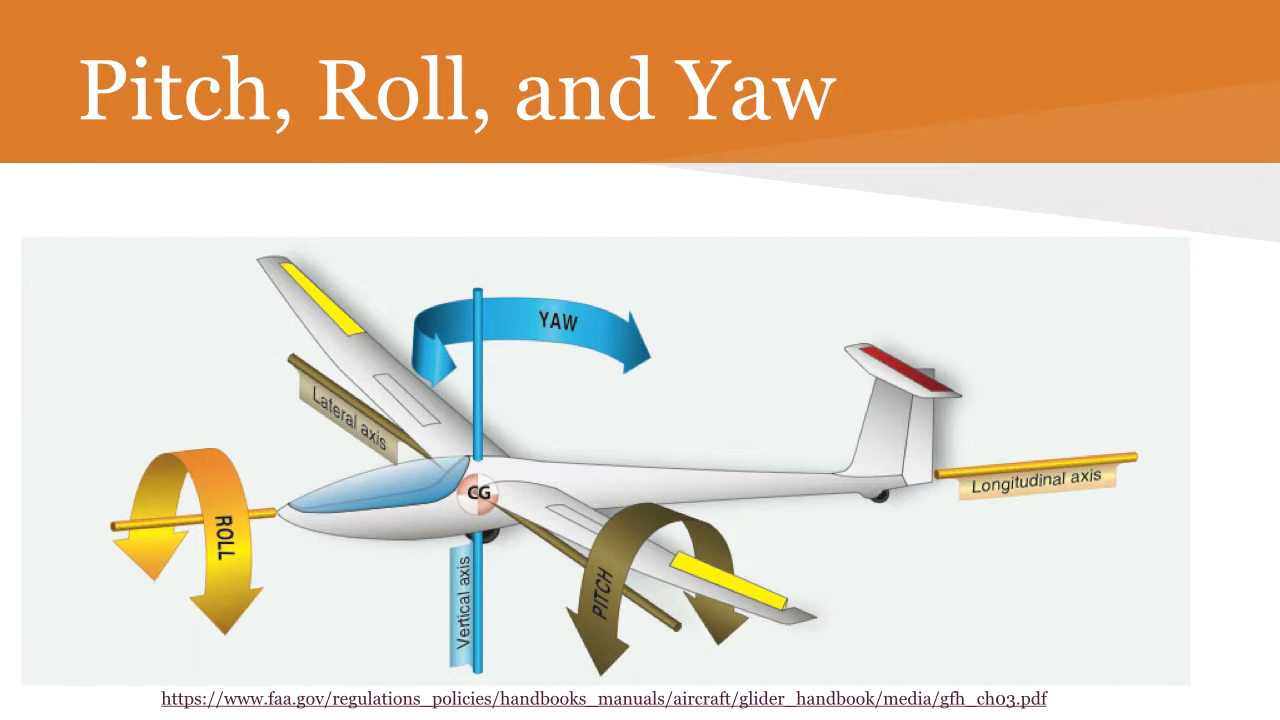 Pitch, Roll, and Yaw
YAW
Lateral axis
Longitudinal axis
CG
ROLL
PITCH
Vertical axis
https://www.faa.gov/regulations_policies/handbooks_manuals/aircraft/glider_handbook/media/gfh_ch03.pdf